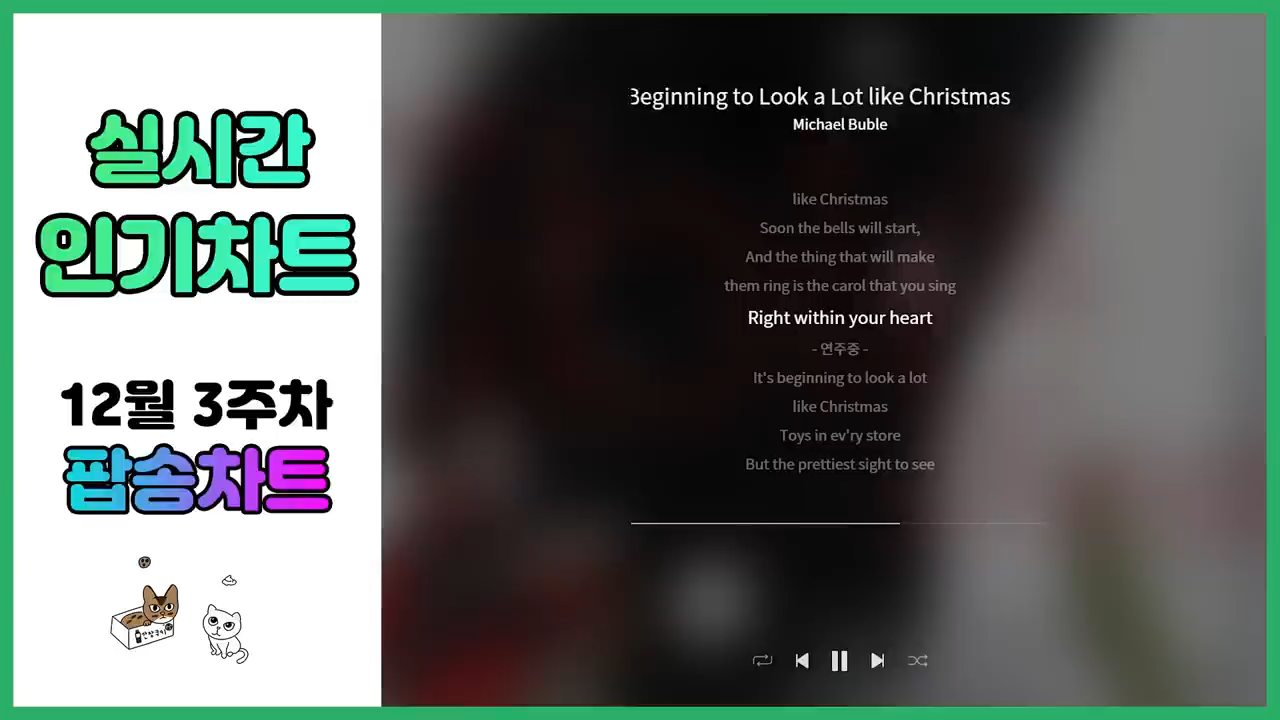 실시간
인기차트
12월 3주차
팝송차트
Beginning to Look a Lot like Christmas
Michael Buble
like Christmas
Soon the bells will start,
And the thing that will make
them ring is the carol that you sing
Right within your heart
- 연주중 -
It's beginning to look a lot
like Christmas
Toys in ev'ry store
But the prettiest sight to see